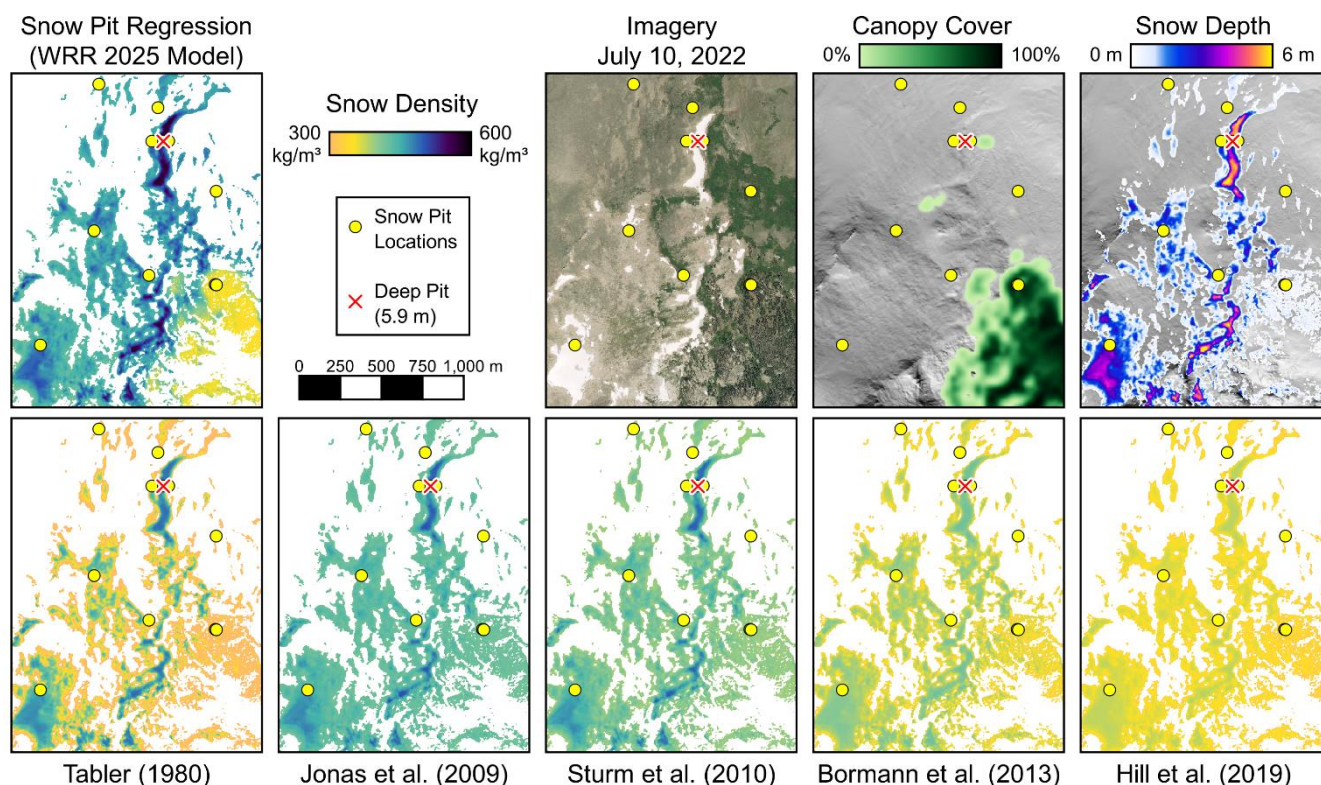 Snow Pit Regression
(WRR 2025 Model)
Imagery
July 10, 2022
Canopy Cover
0% 100%
Snow Depth
0 m 6 m
Snow Density
300 kg/m³
600 kg/m³
Snow Pit
Locations
Deep Pit
(5.9 m)
0 250 500 750 1,000 m
Tabler (1980)
Jonas et al. (2009)
Sturm et al. (2010)
Bormann et al. (2013)
Hill et al. (2019)